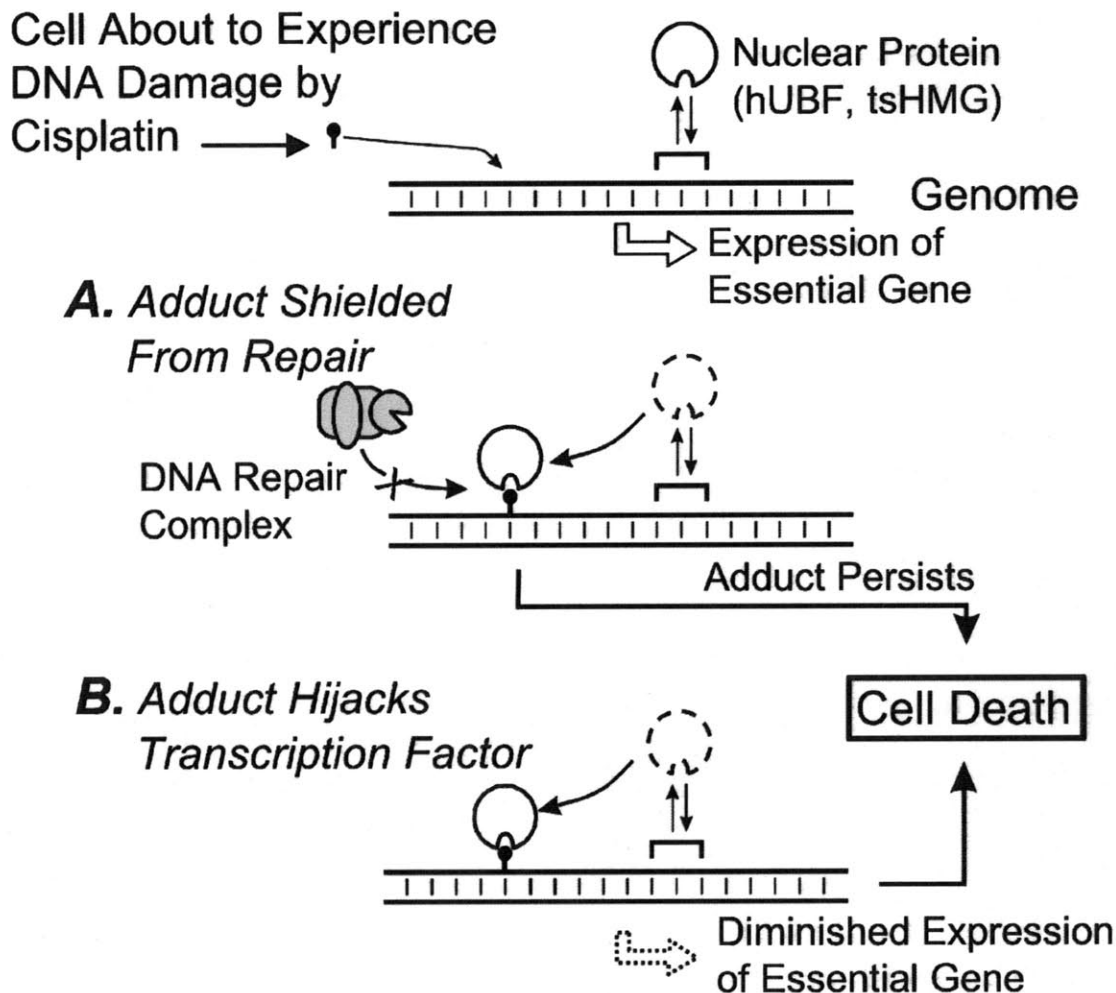 Cell About to Experience
DNA Damage by
Cisplatin
Nuclear Protein
(hUBF, tsHMG)
Genome
Expression of
Essential Gene
A. Adduct Shielded
From Repair
DNA Repair
Complex
Adduct Persists
B. Adduct Hijacks
Transcription Factor
Cell Death
Diminished Expression
of Essential Gene